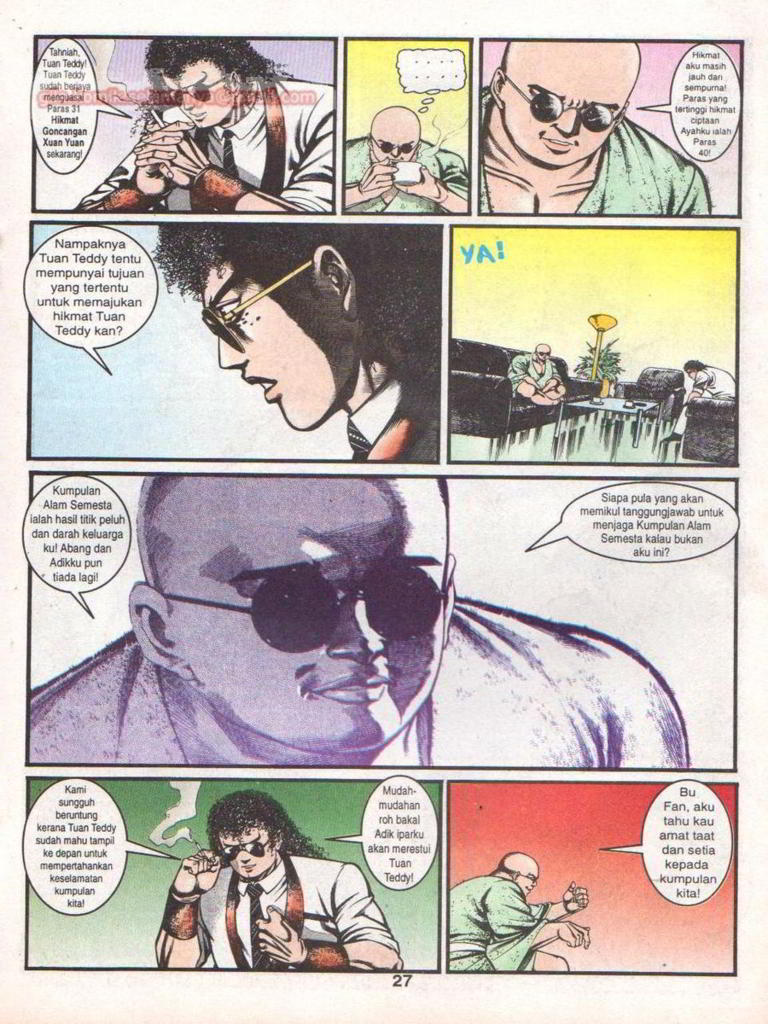 Tahniah,
Tuan Teddy!
Tuan Teddy
sudah berjaya
menguasai
Paras 31
Hikmat
Goncangan
Xuan Yuan
sekarang!
Hikmat
aku masih
jauh dari
sempurna!
Paras yang
tertinggi hikmat
ciptaan
Ayahku ialah
Paras
40!
Nampaknya
Tuan Teddy tentu
mempunyai tujuan
yang tertentu
untuk memajukan
hikmat Tuan
Teddy kan?
YA!
Kumpulan
Alam Semesta
ialah hasil titik peluh
dan darah keluarga
ku! Abang dan
Adikku pun
tiada lagi!
Siapa pula yang akan
memikul tanggungjawab untuk
menjaga Kumpulan Alam
Semesta kalau bukan
aku ini?
Kami
sungguh
beruntung
kerana Tuan Teddy
sudah mahu tampil
ke depan untuk
mempertahankan
keselamatan
kumpulan
kita!
Mudah-
mudahan
roh bakal
Adik iparku
akan merestui
Tuan
Teddy!
Bu
Fan, aku
tahu kau
amat taat
dan setia
kepada
kumpulan
kita!
27